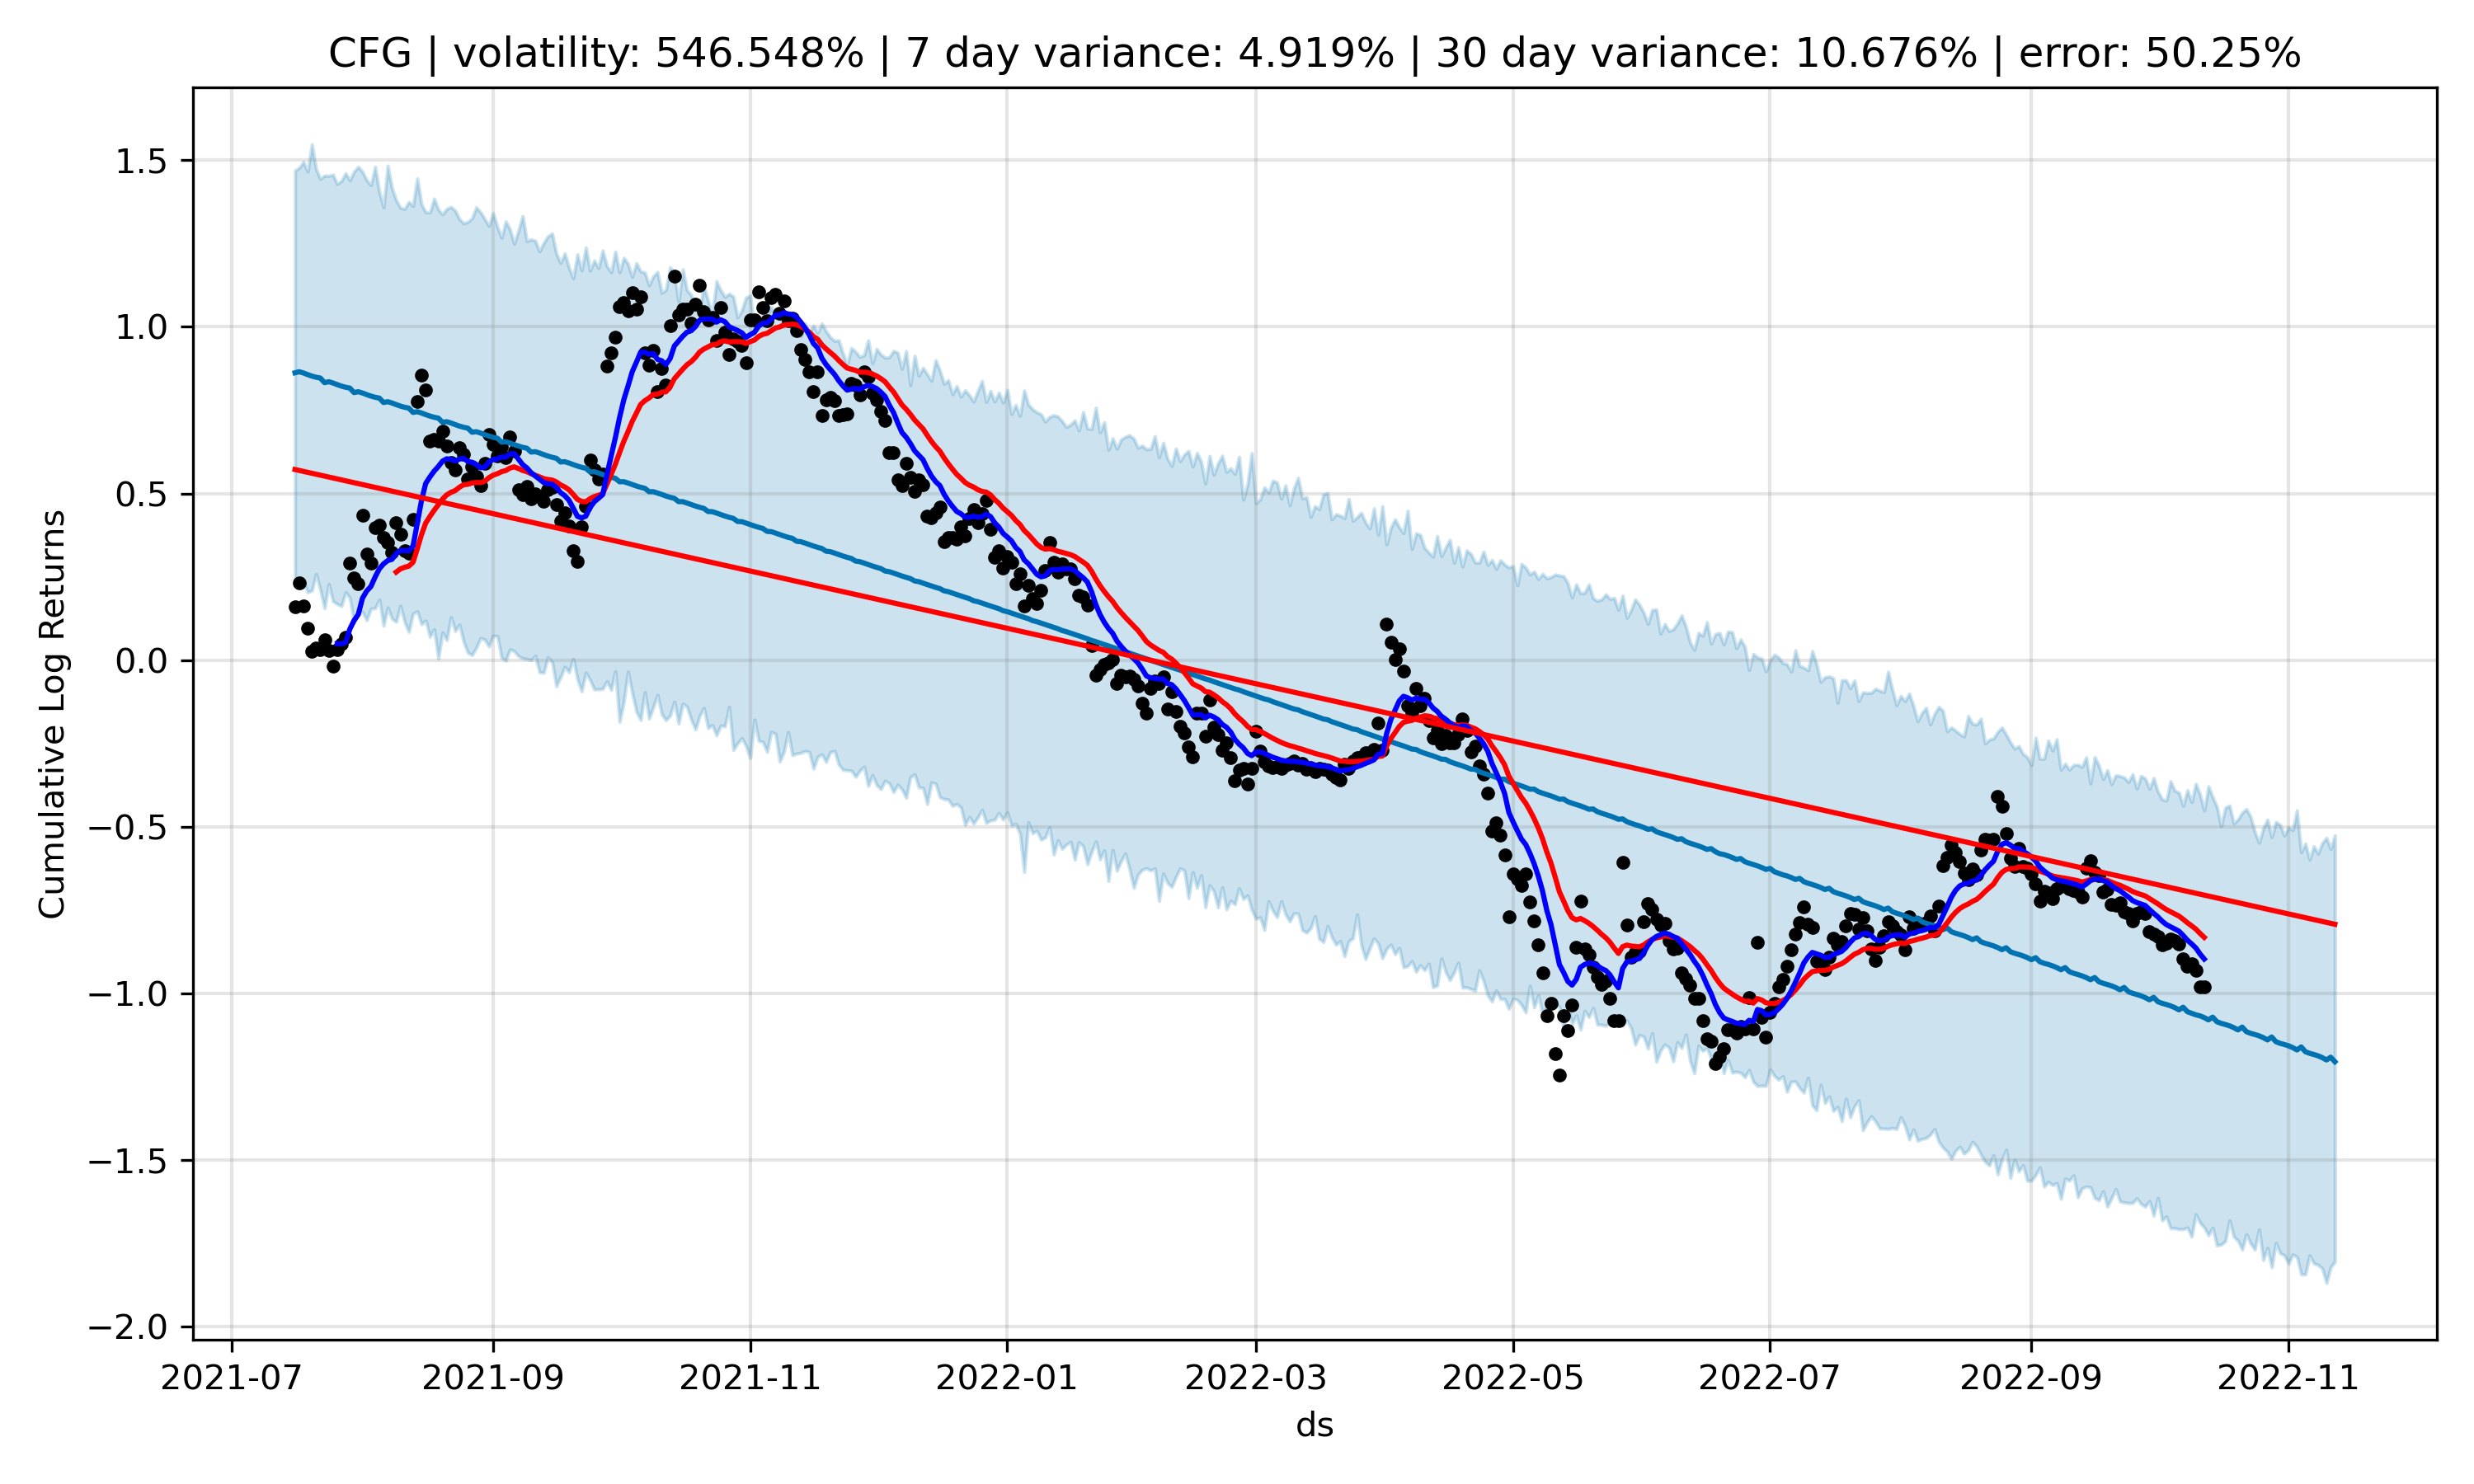 CFG | volatility: 546.548% | 7 day variance: 4.919% | 30 day variance: 10.676% | error: 50.25%
Cumulative Log Returns
1.5
1.0
0.5
0.0
−0.5
−1.0
−1.5
−2.0
2021-07 2021-09 2021-11 2022-01 2022-03 2022-05 2022-07 2022-09 2022-11
ds